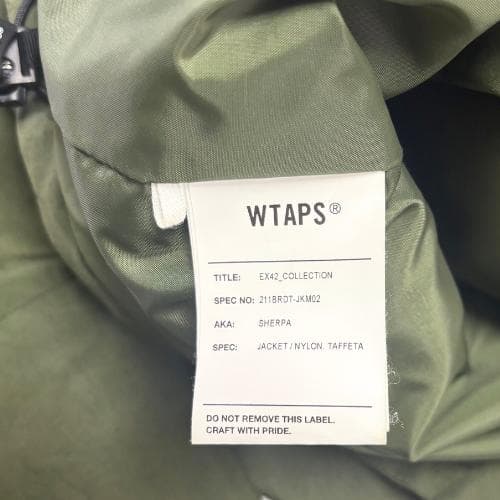 WTAPS®
TITLE: EX42_COLLECTION
SPEC NO: 211BRDT-JKM02
AKA: SHERPA
SPEC: JACKET / NYLON. TAFFETA
DO NOT REMOVE THIS LABEL.
CRAFT WITH PRIDE.